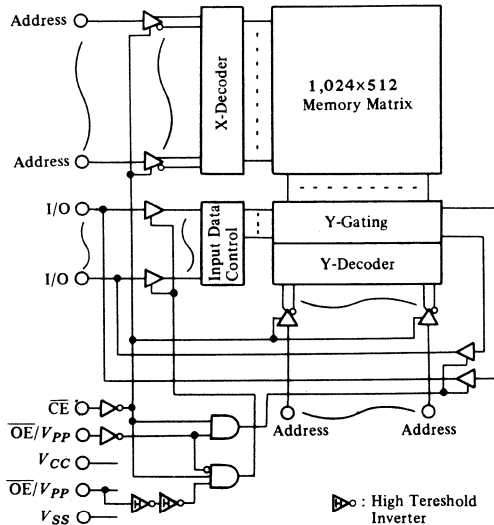 Address
X-Decoder
1,024×512
Memory Matrix
Address
I/O
Input Data
Control
Y-Gating
I/O
Y-Decoder
Address
Address
CE
OE/VPP
VCC
OE/VPP
VSS
H
H
H
: High Tereshold
Inverter